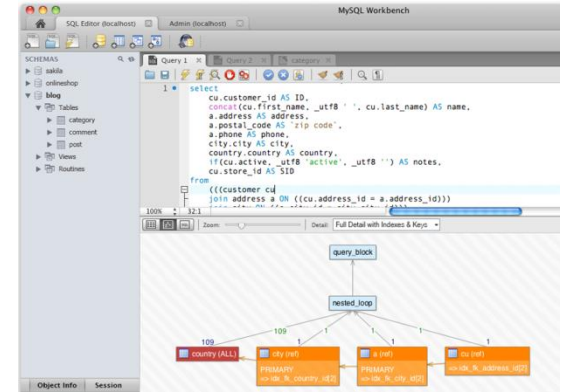 MySQL Workbench
SQL Editor (localhost)
Admin (localhost)
SCHEMAS
sakila
onlineshop
blog
Tables
category
comment
post
Views
Routines
Query 1
Query 2
category
1
select
cu.customer_id AS ID,
concat(cu.first_name, _utf8 ' ', cu.last_name) AS name,
a.address AS address,
a.postal_code AS `zip code`,
a.phone AS phone,
city.city AS city,
country.country AS country,
if(cu.active, _utf8 'active', _utf8 '') AS notes,
cu.store_id AS SID
from
(((customer cu
join address a ON ((cu.address_id = a.address_id)))
100% 32:1
Zoom: Detail: Full Detail with Indexes & Keys
query_block
nested_loop
109 1 1 1
109 1 1 1
country (ALL) city (ref) a (ref) cu (ref)
PRIMARY PRIMARY
=> idx_fk_country_id[2] => idx_fk_city_id[2] => idx_fk_address_id[2]
Object Info Session